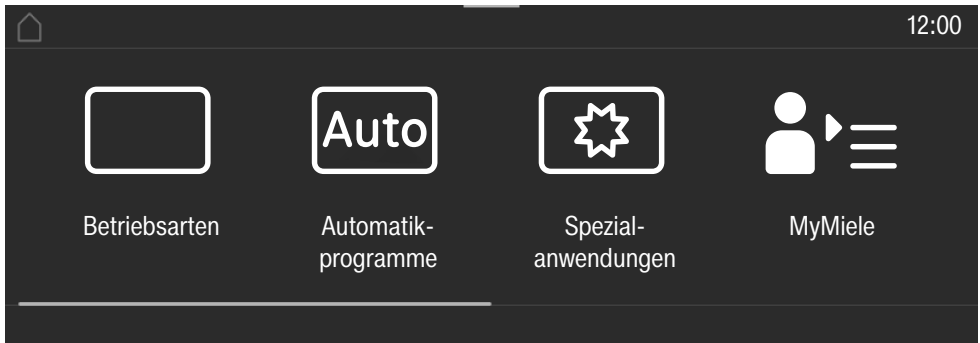 12:00
Auto
Betriebsarten
Automatik-
programme
Spezial-
anwendungen
MyMiele